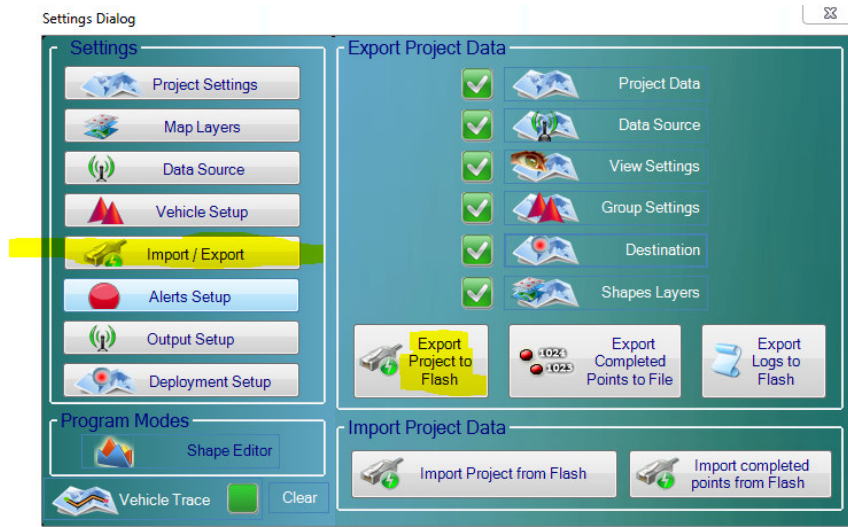 Settings Dialog
Settings
Project Settings
Map Layers
Data Source
Vehicle Setup
Import / Export
Alerts Setup
Output Setup
Deployment Setup
Program Modes
Shape Editor
Vehicle Trace
Clear
Export Project Data
Project Data
Data Source
View Settings
Group Settings
Destination
Shapes Layers
Export
Project to
Flash
1024
1023
Export
Completed
Points to File
Export
Logs to
Flash
Import Project Data
Import Project from Flash
Import completed
points from Flash